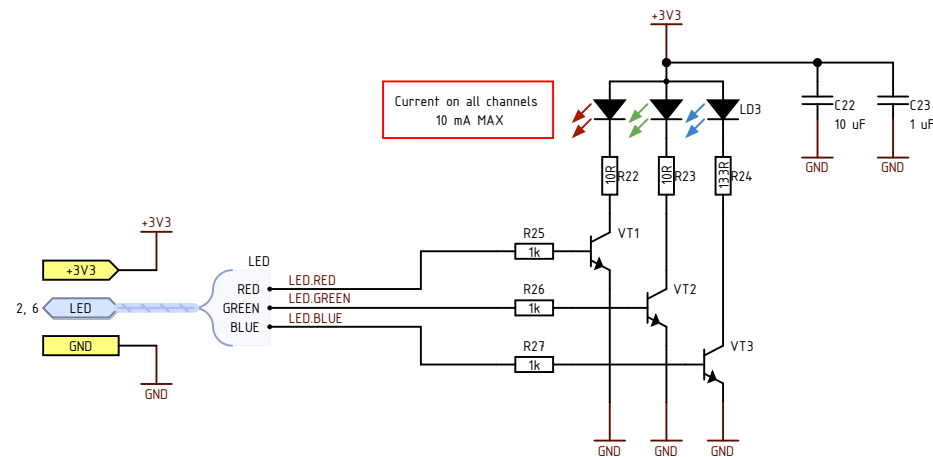 +3V3
Current on all channels
10 mA MAX
LD3
C22
10 uF
C23
1 uF
10R
R22
10R
R23
133R
R24
GND
GND
+3V3
R25
1k
VT1
+3V3
LED
RED
LED.RED
2, 6
LED
GREEN
LED.GREEN
R26
1k
VT2
BLUE
LED.BLUE
GND
R27
1k
VT3
GND
GND
GND
GND